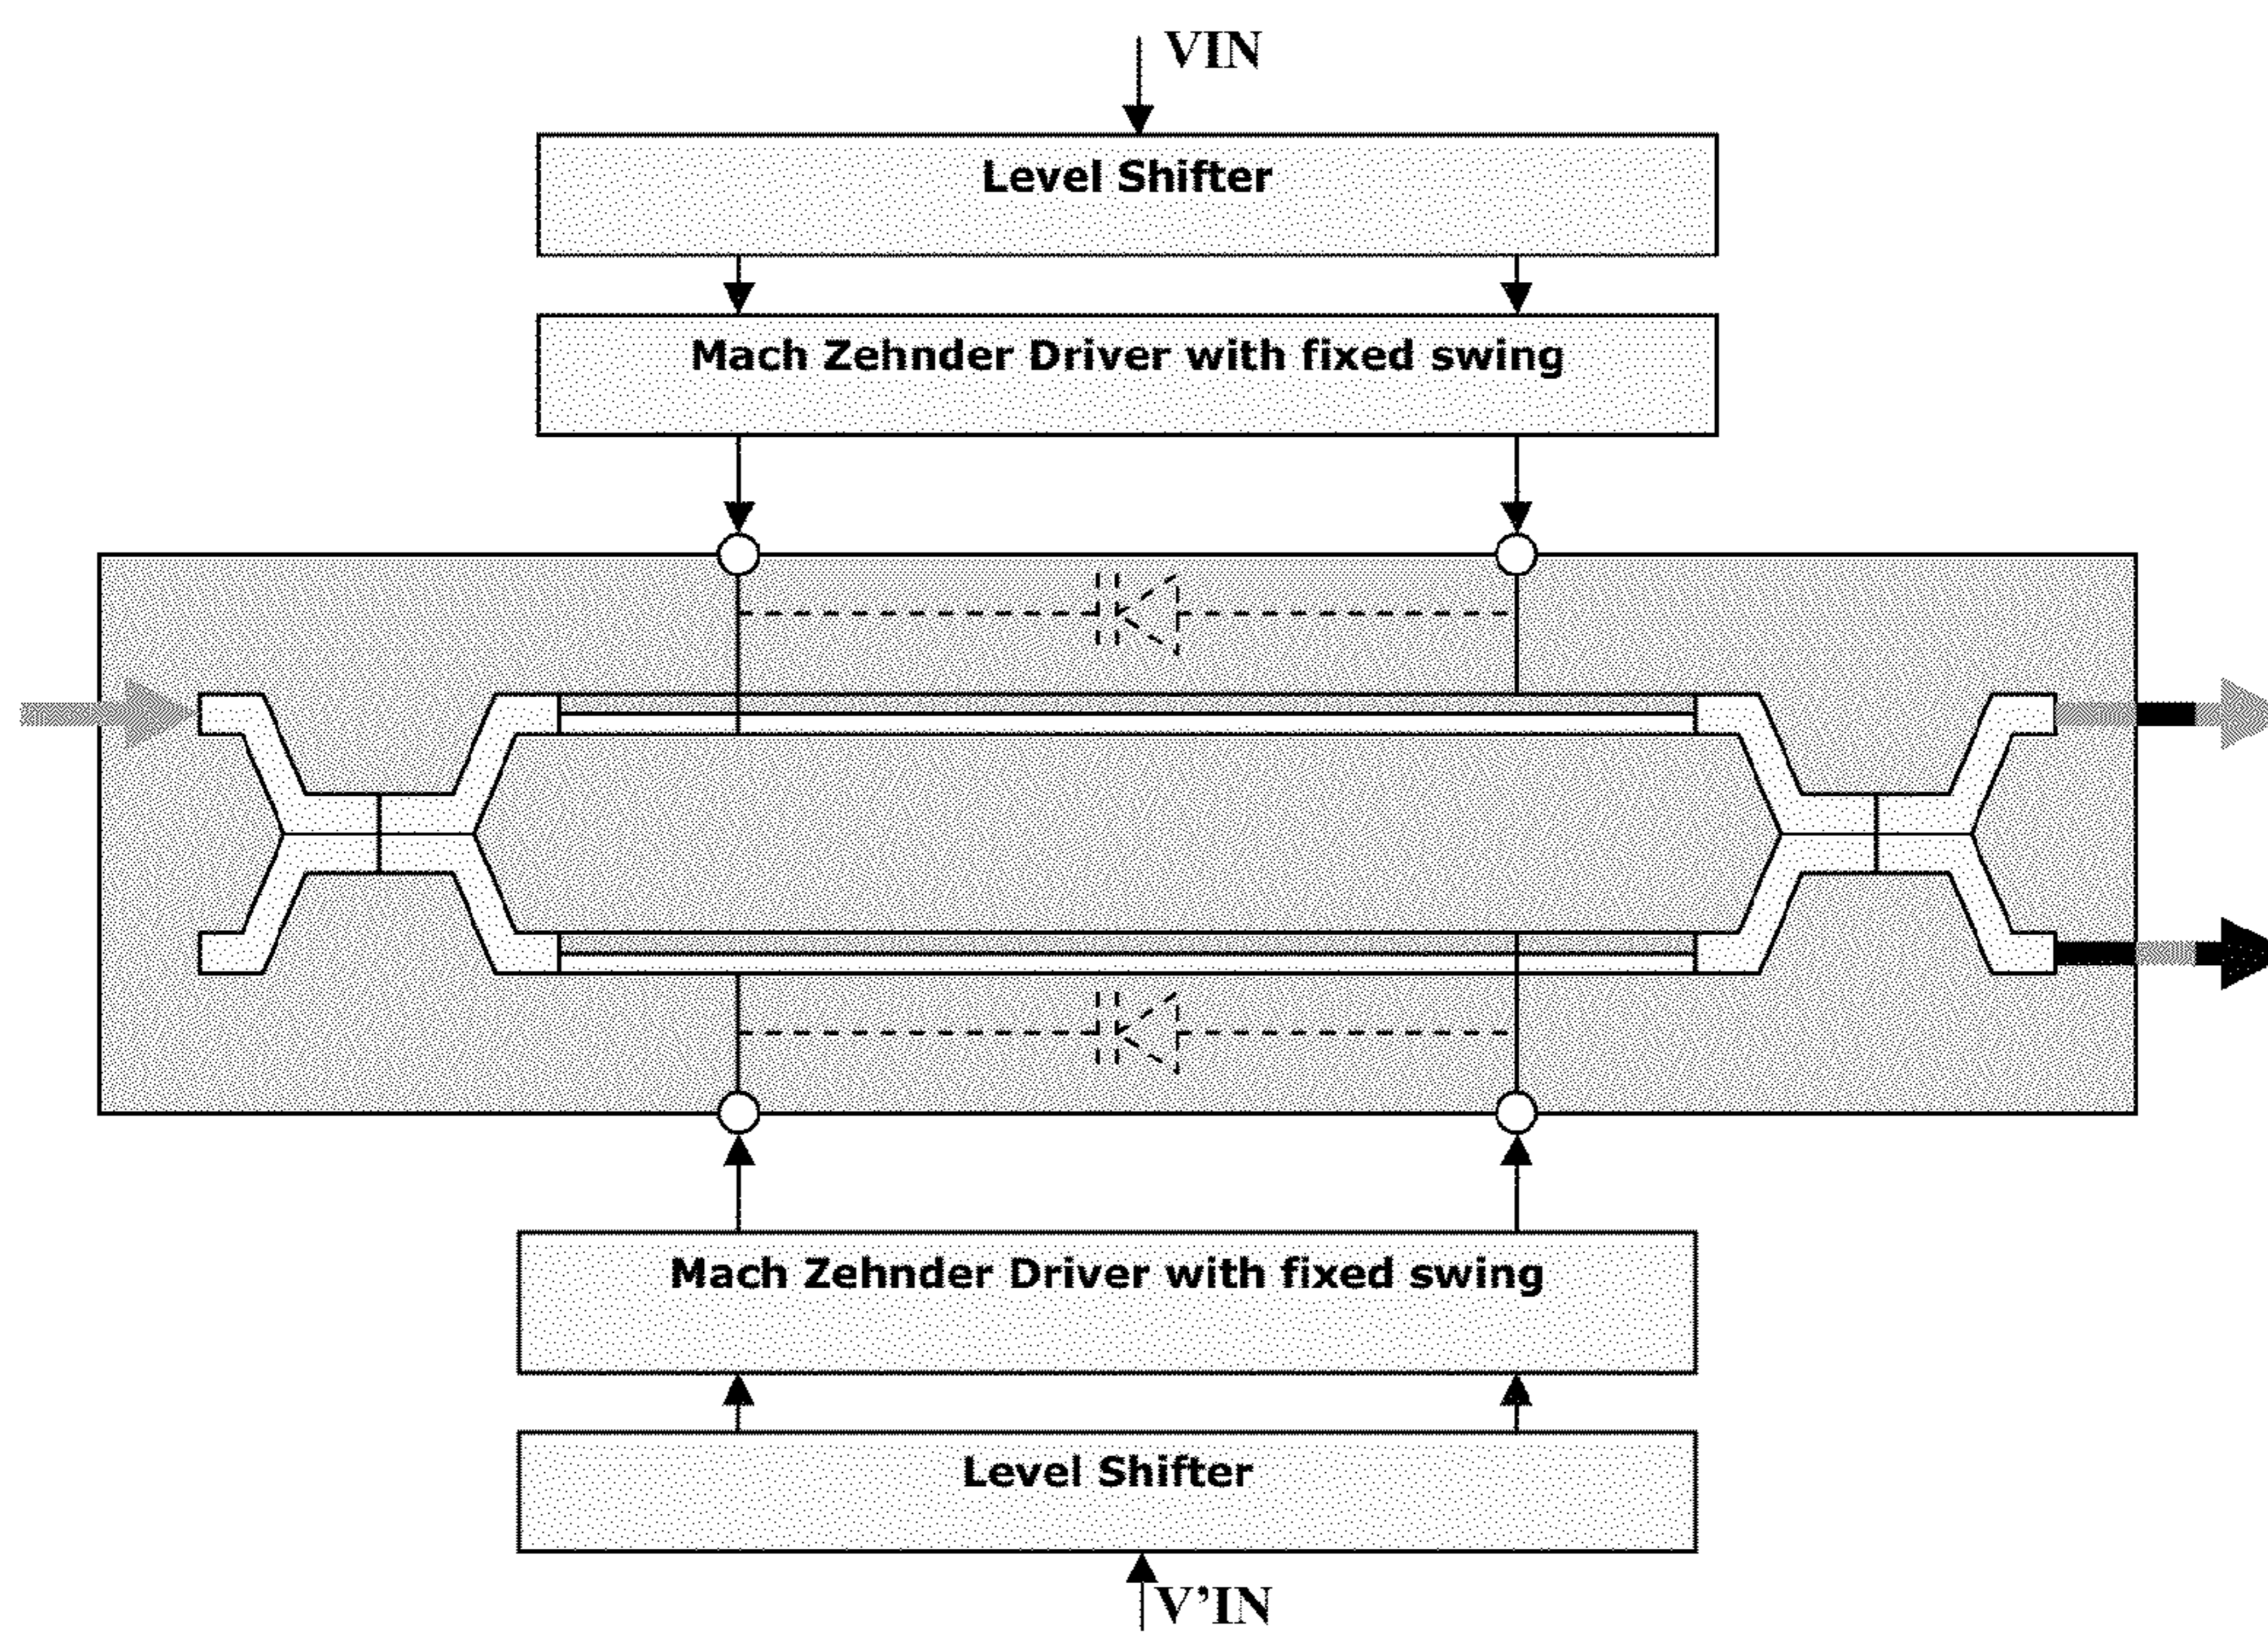 VIN
Level Shifter
Mach Zehnder Driver with fixed swing
Mach Zehnder Driver with fixed swing
Level Shifter
V’IN